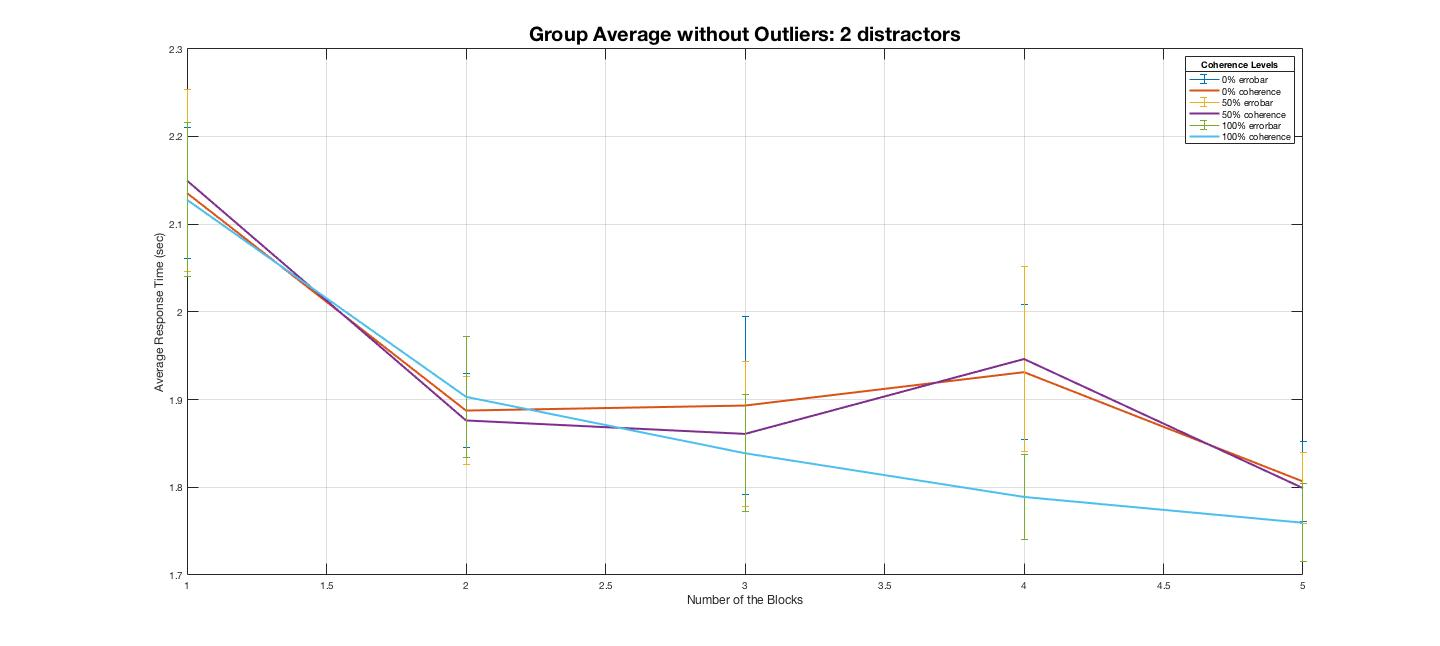 Group Average without Outliers: 2 distractors
2.3
2.2
2.1
2
1.9
1.8
1.7
Average Response Time (sec)
Coherence Levels
0% errobar
0% coherence
50% errobar
50% coherence
100% errorbar
100% coherence
1
1.5
2
2.5
3
3.5
4
4.5
5
Number of the Blocks